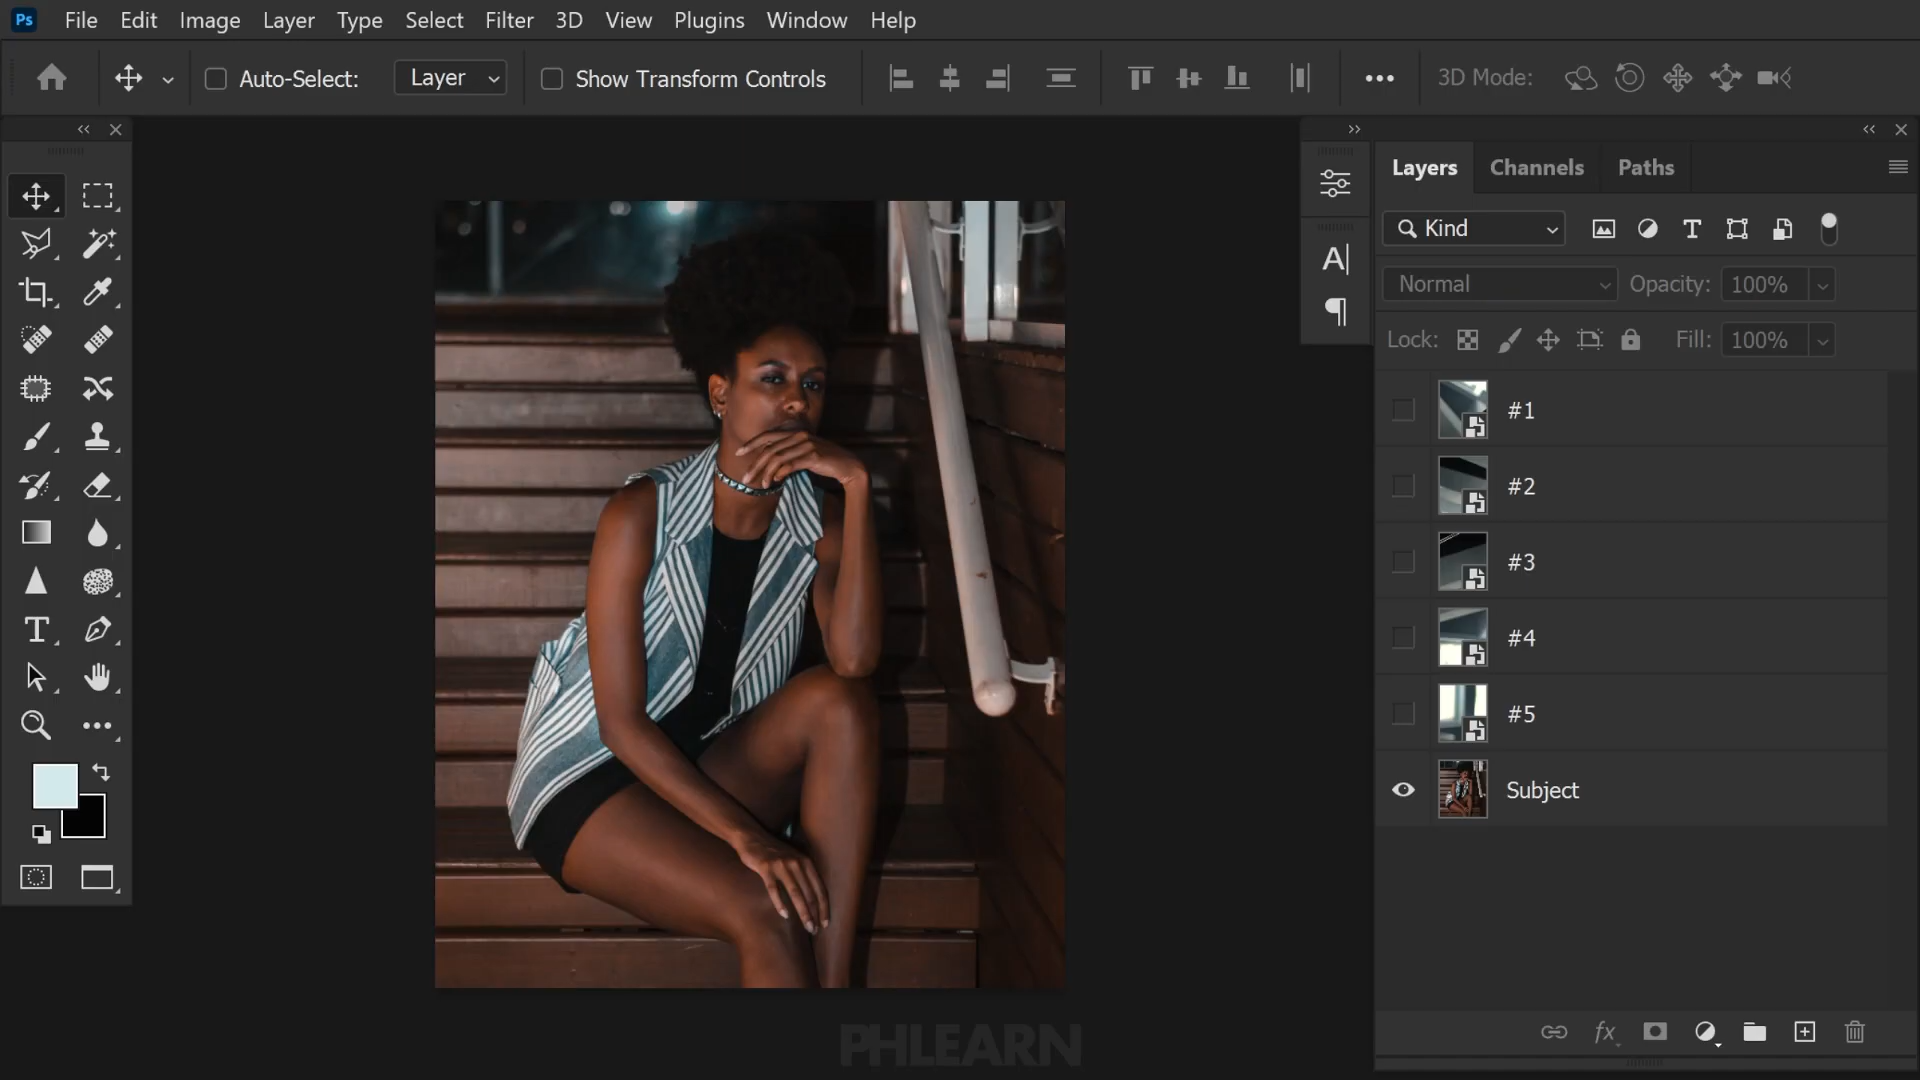 Ps File Edit Image Layer Type Select Filter 3D View Plugins Window Help
Auto-Select: Layer Show Transform Controls 3D Mode:
Layers Channels Paths
Kind
Normal Opacity: 100%
Lock: Fill: 100%
#1
#2
#3
#4
#5
Subject
PHLEARN